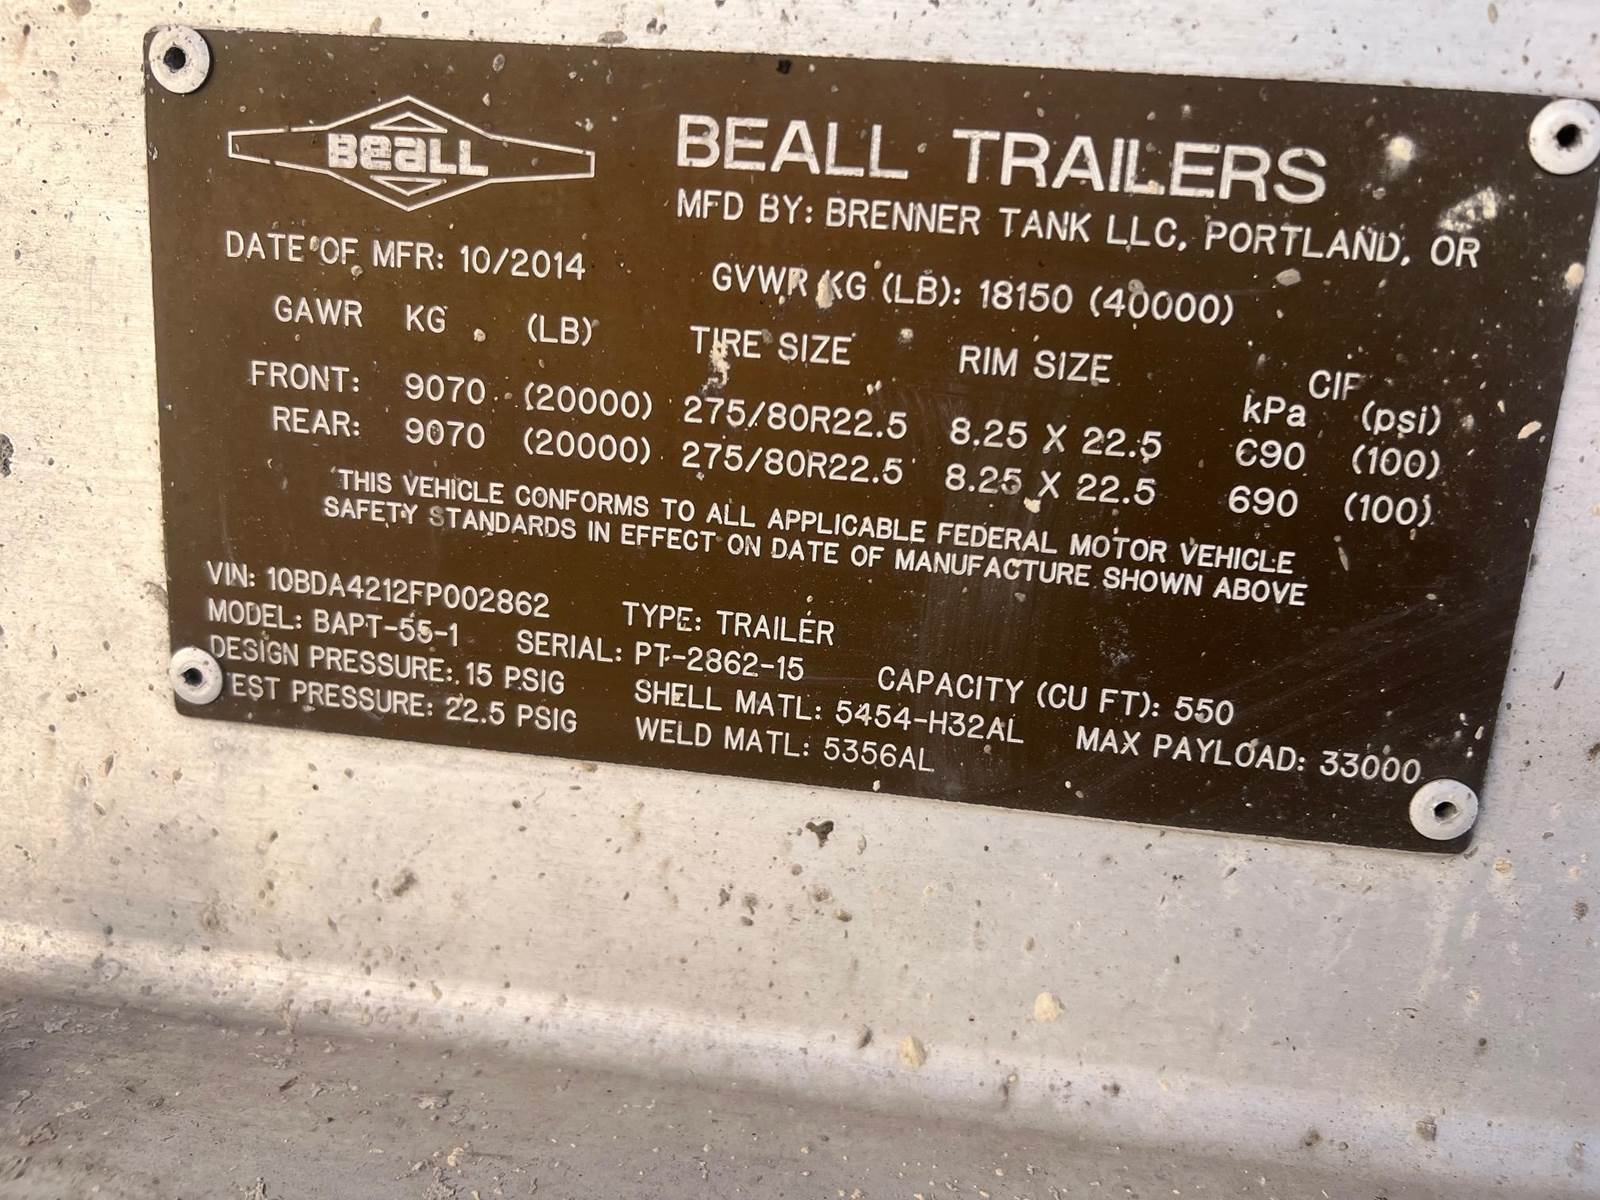 BeaLL
BEALL TRAILERS
MFD BY: BRENNER TANK LLC, PORTLAND, OR
DATE OF MFR: 10/2014 GVWR KG (LB): 18150 (40000)
GAWR KG (LB) TIRE SIZE RIM SIZE CIF
kPa (psi)
FRONT: 9070 (20000) 275/80R22.5 8.25 X 22.5 690 (100)
REAR: 9070 (20000) 275/80R22.5 8.25 X 22.5 690 (100)
THIS VEHICLE CONFORMS TO ALL APPLICABLE FEDERAL MOTOR VEHICLE
SAFETY STANDARDS IN EFFECT ON DATE OF MANUFACTURE SHOWN ABOVE
VIN: 10BDA4212FP002862 TYPE: TRAILER
MODEL: BAPT-55-1 SERIAL: PT-2862-15 CAPACITY (CU FT): 550
DESIGN PRESSURE: 15 PSIG SHELL MATL: 5454-H32AL MAX PAYLOAD: 33000
TEST PRESSURE: 22.5 PSIG WELD MATL: 5356AL